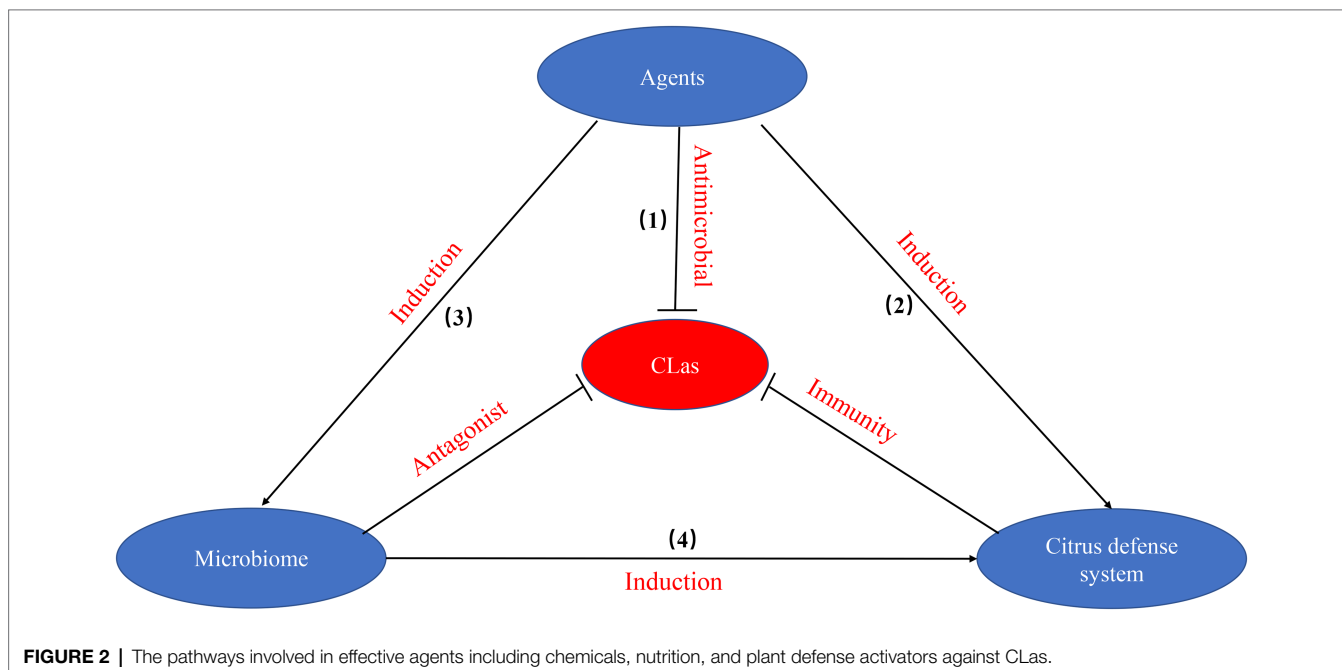 Agents
Antimicrobial
(1)
Induction
(3)
Induction
(2)
CLas
Antagonist
Immunity
Microbiome
(4)
Induction
Citrus defense
system
FIGURE 2 | The pathways involved in effective agents including chemicals, nutrition, and plant defense activators against CLas.